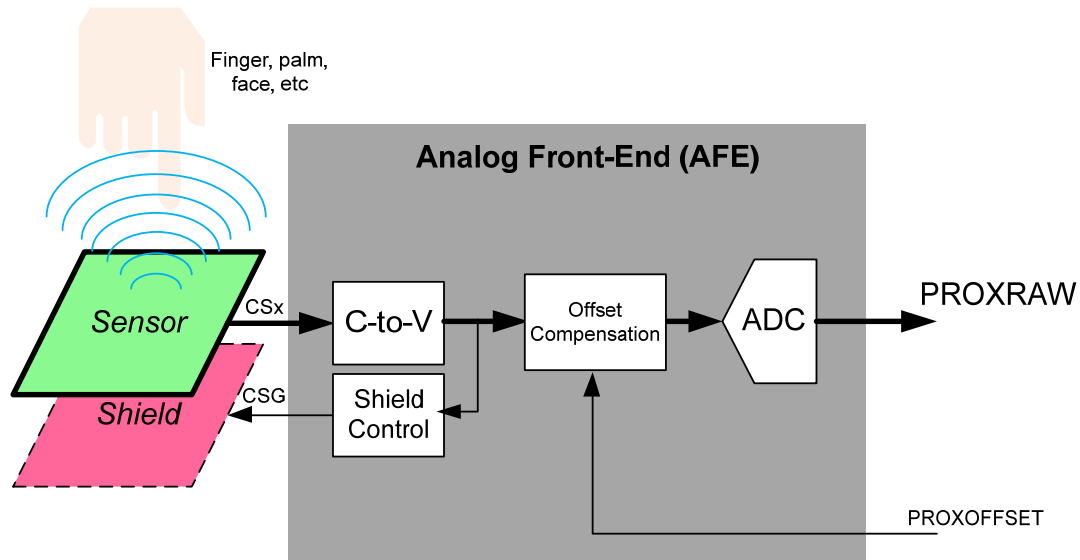 Finger, palm,
face, etc
Analog Front-End (AFE)
Sensor
CSx
C-to-V
Offset
Compensation
ADC
PROXRAW
Shield
CSG
Shield
Control
PROXOFFSET